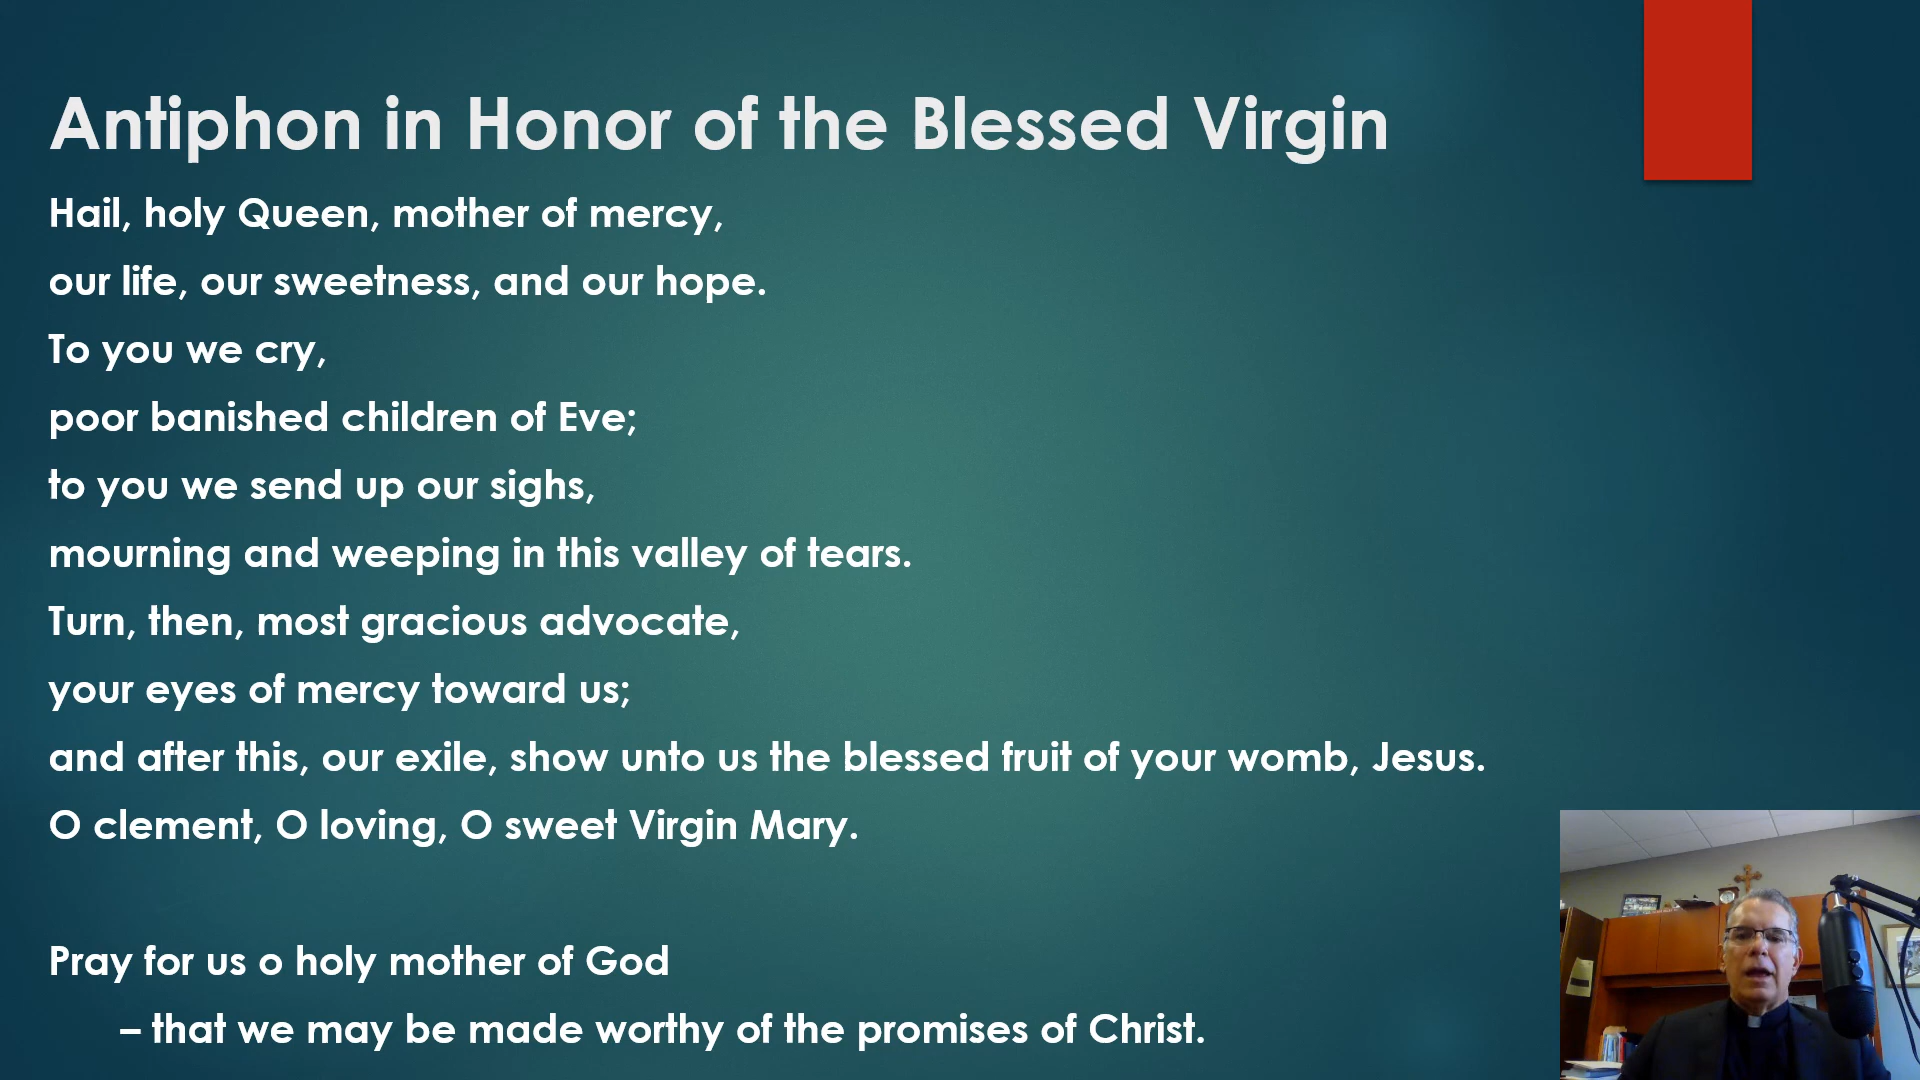 Antiphon in Honor of the Blessed Virgin
Hail, holy Queen, mother of mercy,
our life, our sweetness, and our hope.
To you we cry,
poor banished children of Eve;
to you we send up our sighs,
mourning and weeping in this valley of tears.
Turn, then, most gracious advocate,
your eyes of mercy toward us;
and after this, our exile, show unto us the blessed fruit of your womb, Jesus.
O clement, O loving, O sweet Virgin Mary.
Pray for us o holy mother of God
– that we may be made worthy of the promises of Christ.